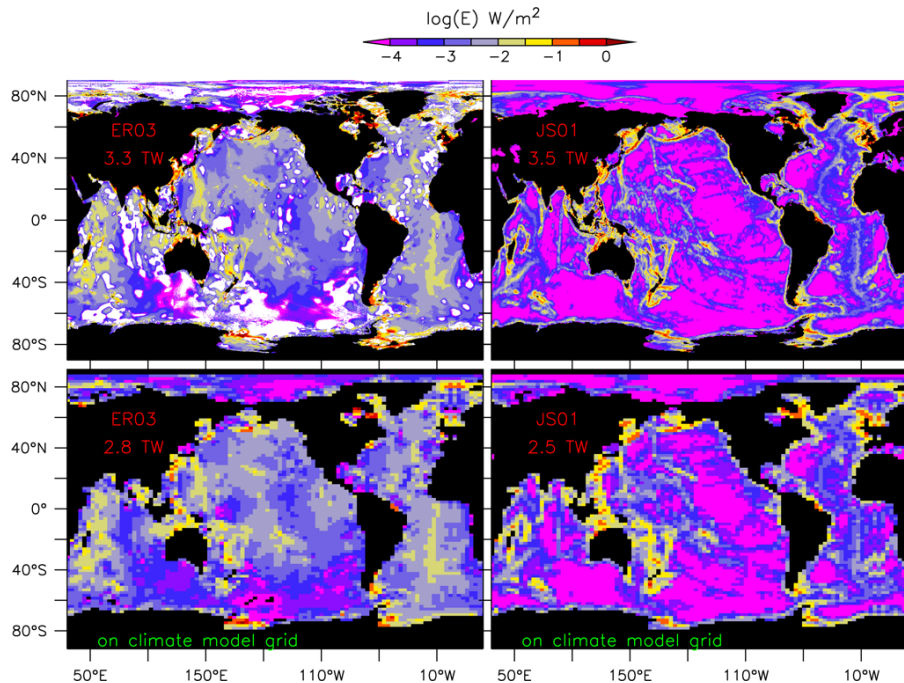 log(E) W/m²
−4 −3 −2 −1 0
80°N
40°N
0°
40°S
80°S
ER03
3.3 TW
JS01
3.5 TW
80°N
40°N
0°
40°S
80°S
ER03
2.8 TW
on climate model grid
JS01
2.5 TW
on climate model grid
50°E 150°E 110°W 10°W
50°E 150°E 110°W 10°W